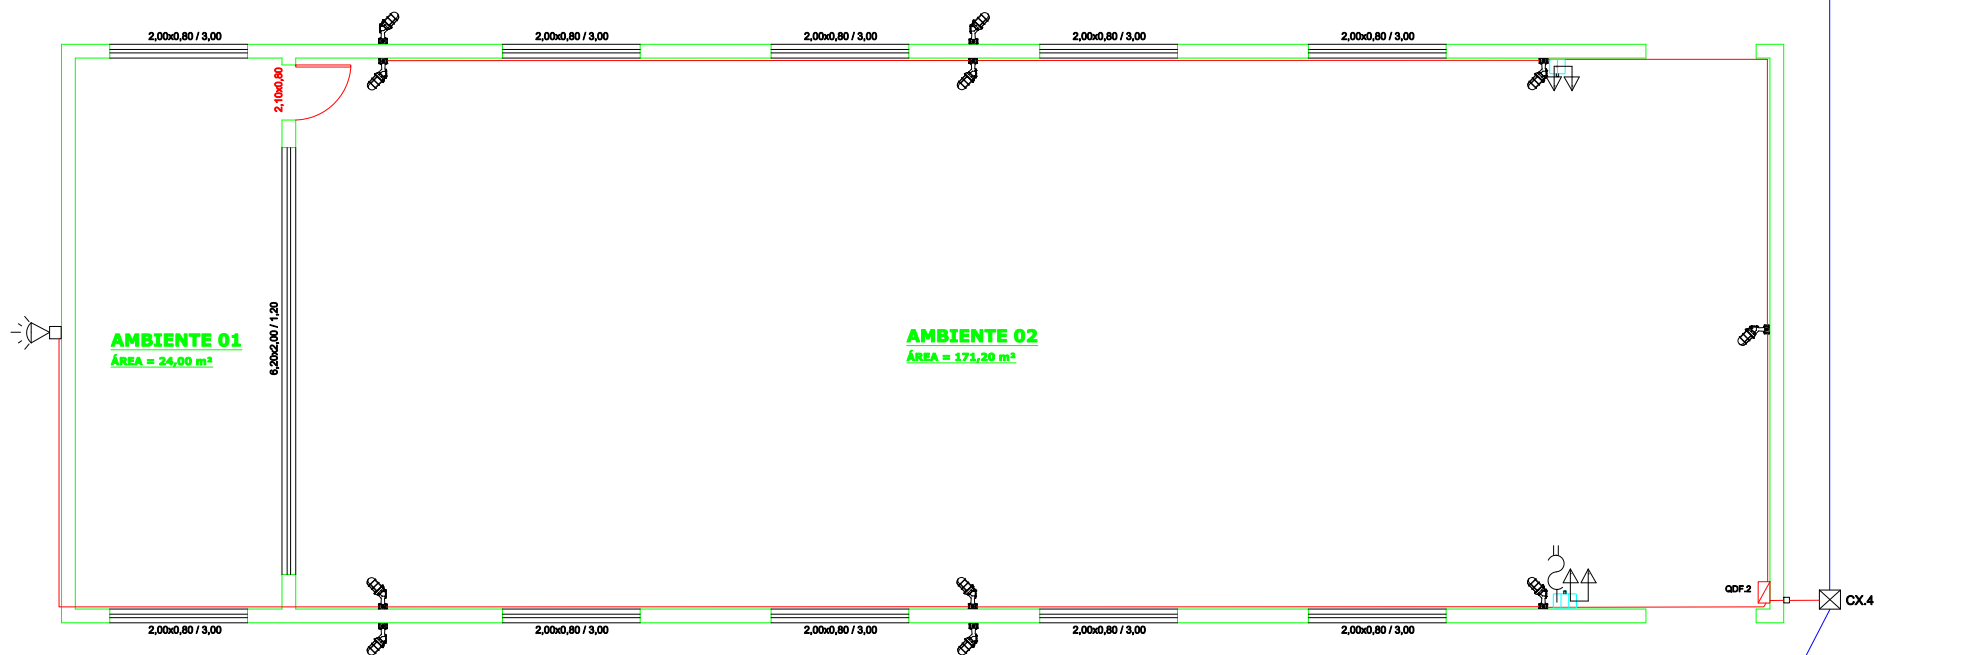 2,00x0,80 / 3,00
2,00x0,80 / 3,00
2,00x0,80 / 3,00
2,00x0,80 / 3,00
2,00x0,80 / 3,00
2,10x0,80
6,20x2,00 / 1,20
AMBIENTE 01
ÁREA = 24,00 m²
AMBIENTE 02
ÁREA = 171,20 m²
QDF.2
CX.4
2,00x0,80 / 3,00
2,00x0,80 / 3,00
2,00x0,80 / 3,00
2,00x0,80 / 3,00
2,00x0,80 / 3,00